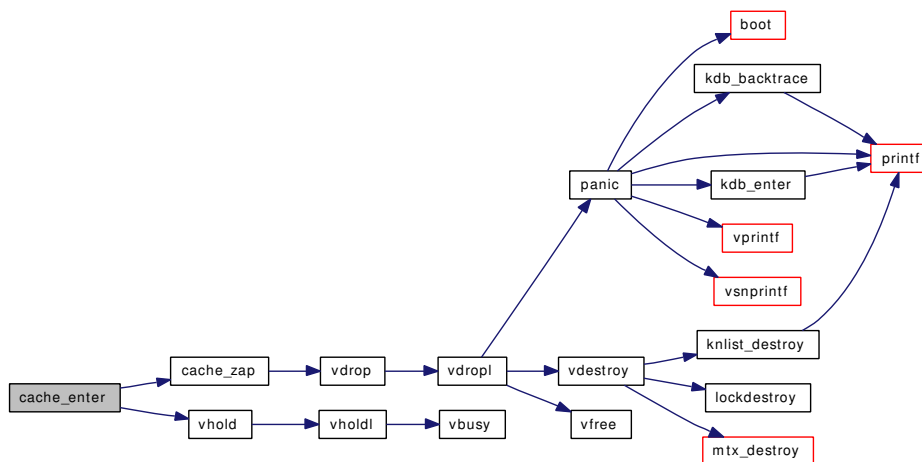 boot
kdb_backtrace
printf
panic
kdb_enter
vprintf
vsnprintf
knlist_destroy
cache_zap
vdrop
vdropl
vdestroy
cache_enter
lockdestroy
vhold
vholdl
vbusy
vfree
mtx_destroy